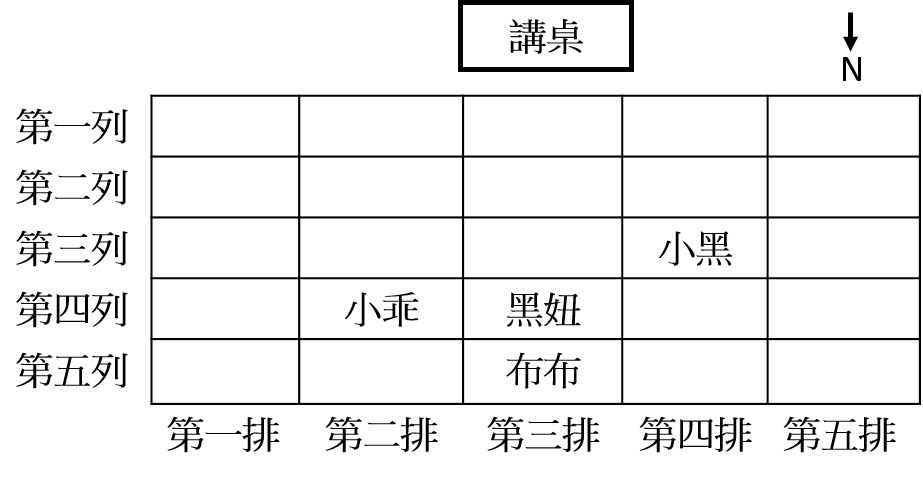 講桌
N
第一列
第二列
第三列 小黑
第四列 小乖 黑妞
第五列 布布
第一排 第二排 第三排 第四排 第五排